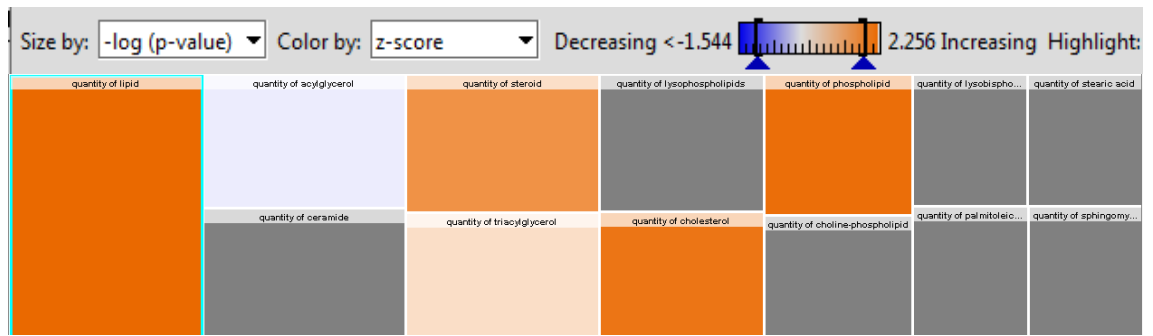 Size by: -log (p-value) Color by: z-score Decreasing <-1.544 2.256 Increasing Highlight:
quantity of lipid quantity of acylglycerol quantity of steroid quantity of lysophospholipids quantity of phospholipid quantity of lysobispho... quantity of stearic acid
quantity of ceramide quantity of triacylglycerol quantity of cholesterol quantity of choline-phospholipid quantity of palmitoleic... quantity of sphingomy...